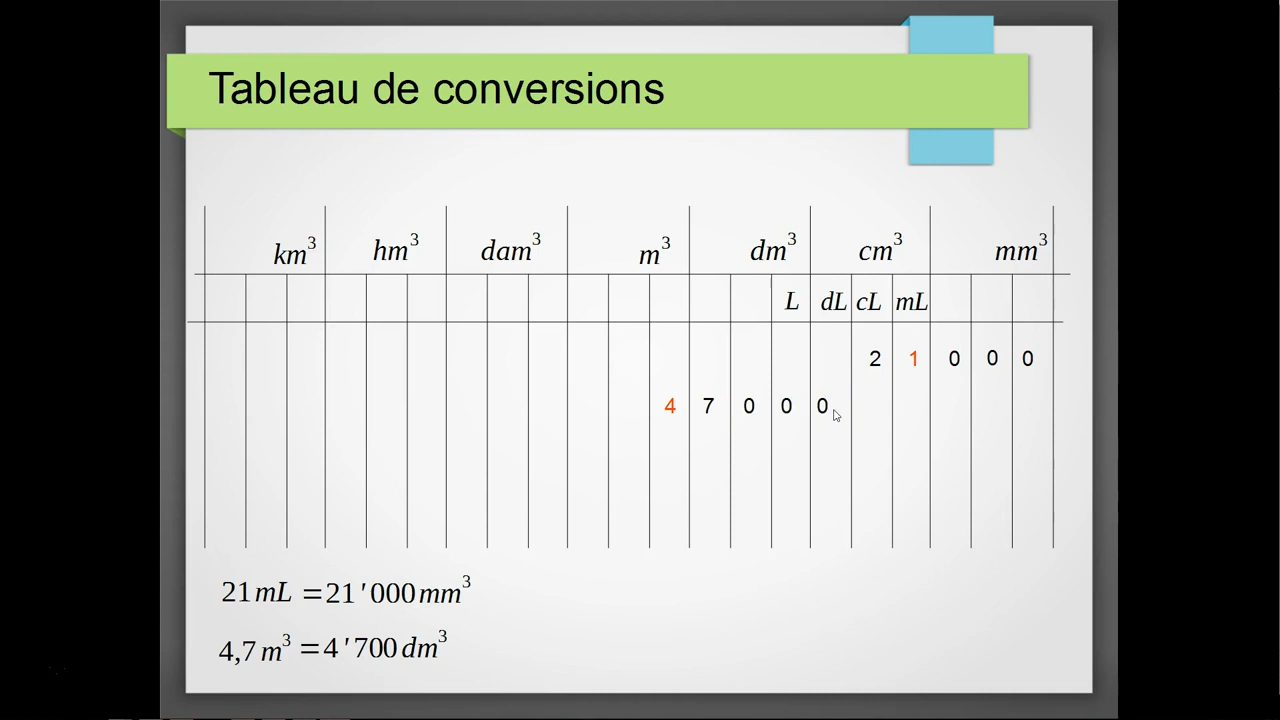 Tableau de conversions
km³ hm³ dam³ m³ dm³ cm³ mm³
L dL cL mL
2 1 0 0 0
4 7 0 0 0
21 mL = 21 ' 000 mm³
4,7 m³ = 4 ' 700 dm³